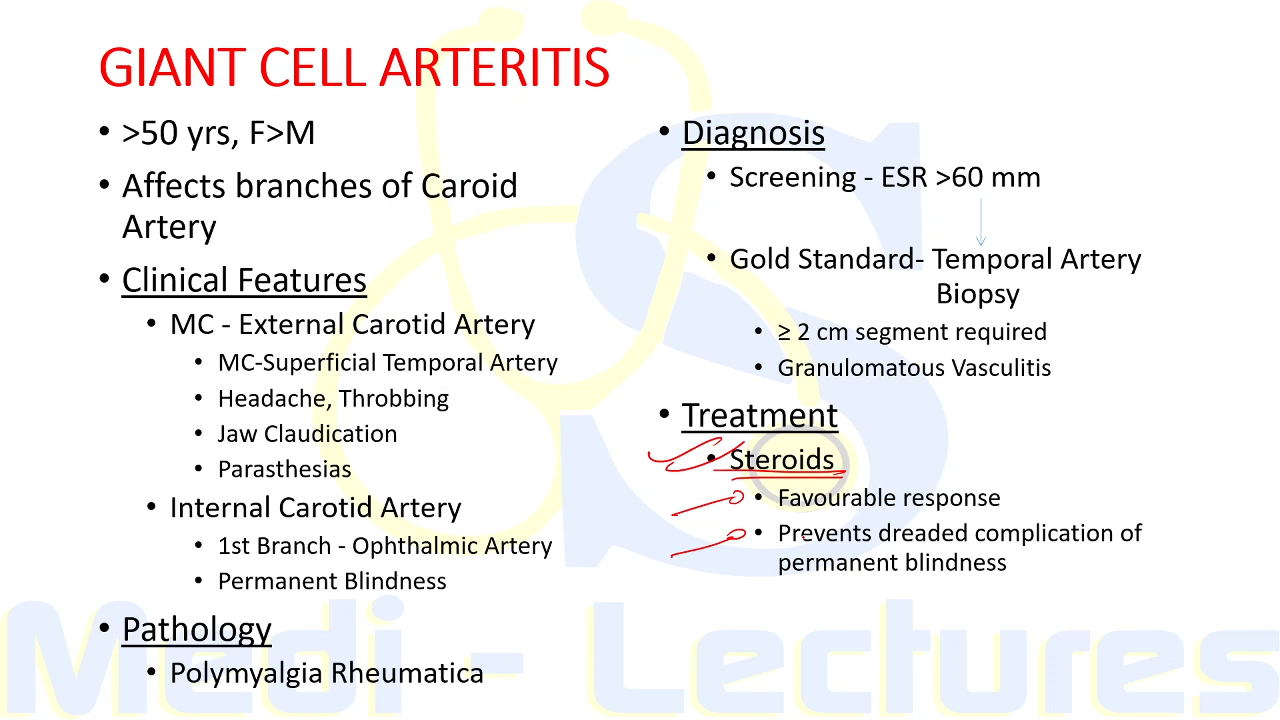 GIANT CELL ARTERITIS
• >50 yrs, F>M
• Affects branches of Caroid
Artery
• Clinical Features
• MC - External Carotid Artery
• MC-Superficial Temporal Artery
• Headache, Throbbing
• Jaw Claudication
• Parasthesias
• Internal Carotid Artery
• 1st Branch - Ophthalmic Artery
• Permanent Blindness
• Pathology
• Polymyalgia Rheumatica
• Diagnosis
• Screening - ESR >60 mm
• Gold Standard- Temporal Artery
Biopsy
• ≥ 2 cm segment required
• Granulomatous Vasculitis
• Treatment
• Steroids
• Favourable response
• Prevents dreaded complication of
permanent blindness
Medi - Lectures